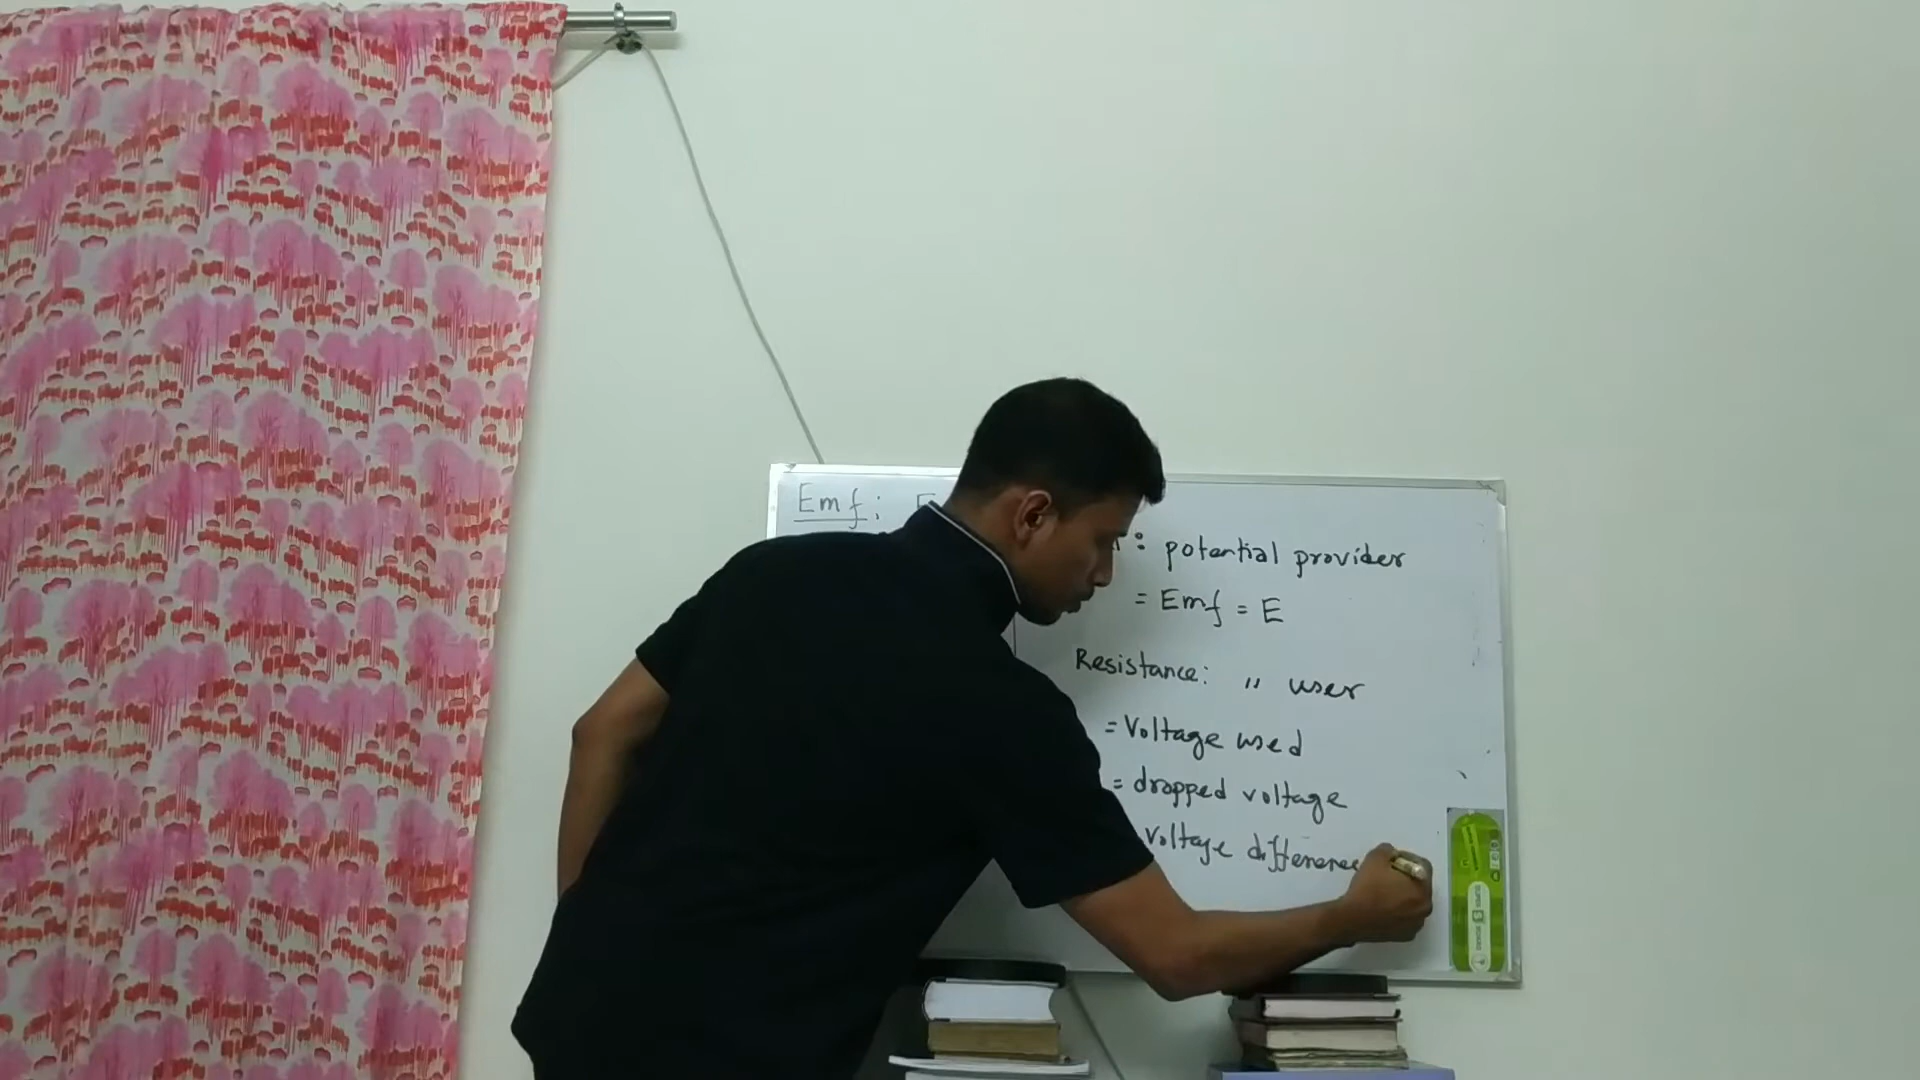 Emf:
: potential provider
= Emf = E
Resistance: " user
= Voltage used
= dropped voltage
Voltage difference